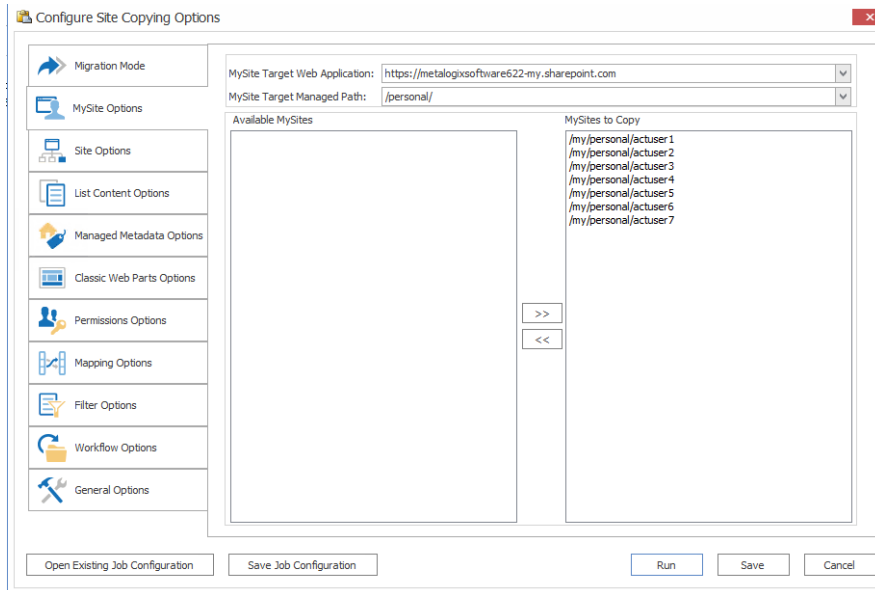 Configure Site Copying Options
Migration Mode
MySite Options
Site Options
List Content Options
Managed Metadata Options
Classic Web Parts Options
Permissions Options
Mapping Options
Filter Options
Workflow Options
General Options
MySite Target Web Application: https://metalogixsoftware622-my.sharepoint.com
MySite Target Managed Path: /personal/
Available MySites
MySites to Copy
/my/personal/actuser1
/my/personal/actuser2
/my/personal/actuser3
/my/personal/actuser4
/my/personal/actuser5
/my/personal/actuser6
/my/personal/actuser7
>>
<<
Open Existing Job Configuration
Save Job Configuration
Run
Save
Cancel